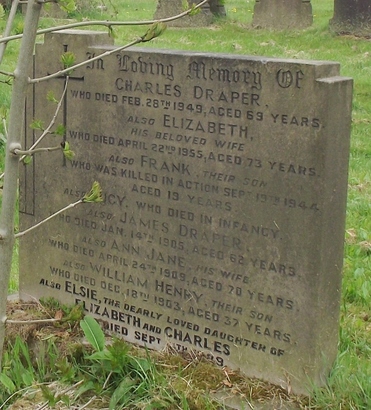 In Loving Memory Of
CHARLES DRAPER,
WHO DIED FEB. 28TH 1949, AGED 69 YEARS,
ALSO ELIZABETH,
HIS BELOVED WIFE
WHO DIED APRIL 22ND 1955, AGED 73 YEARS.
ALSO FRANK, THEIR SON
WHO WAS KILLED IN ACTION SEPT 19TH 1944
AGED 19 YEARS.
ALSO LUCY, WHO DIED IN INFANCY
ALSO JAMES DRAPER,
WHO DIED JAN. 14TH 1905, AGED 62 YEARS,
ALSO ANN JANE, HIS WIFE
WHO DIED APRIL 24TH 1909, AGED 70 YEARS,
ALSO WILLIAM HENRY, THEIR SON
WHO DIED DEC. 18TH 1903, AGED 37 YEARS,
ALSO ELSIE, THE DEARLY LOVED DAUGHTER OF
ELIZABETH AND CHARLES
DIED SEPT